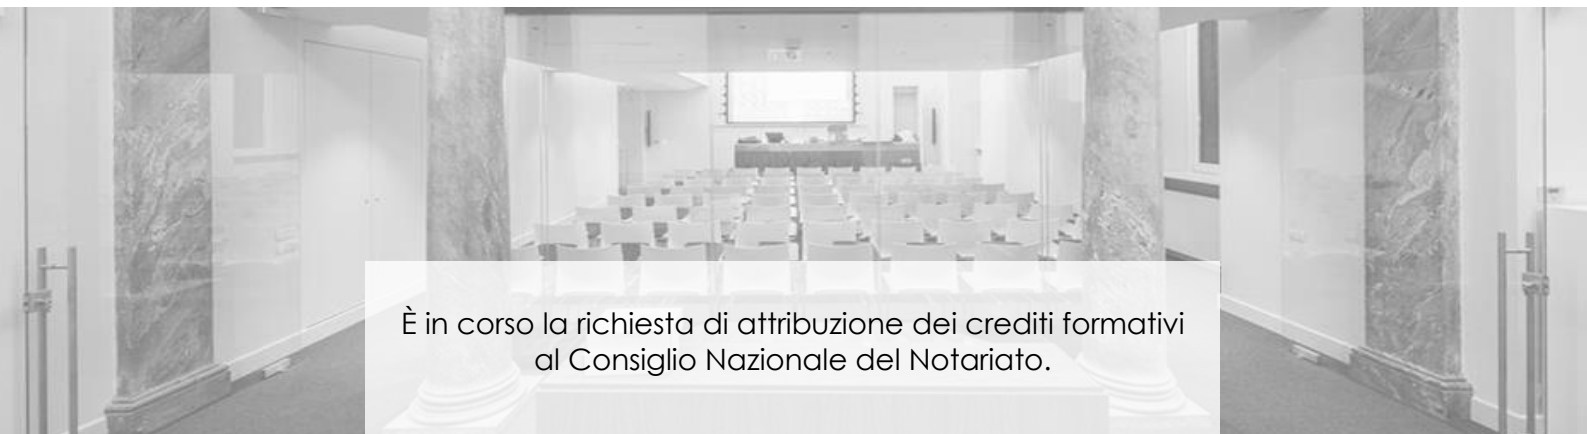 È in corso la richiesta di attribuzione dei crediti formativi
al Consiglio Nazionale del Notariato.